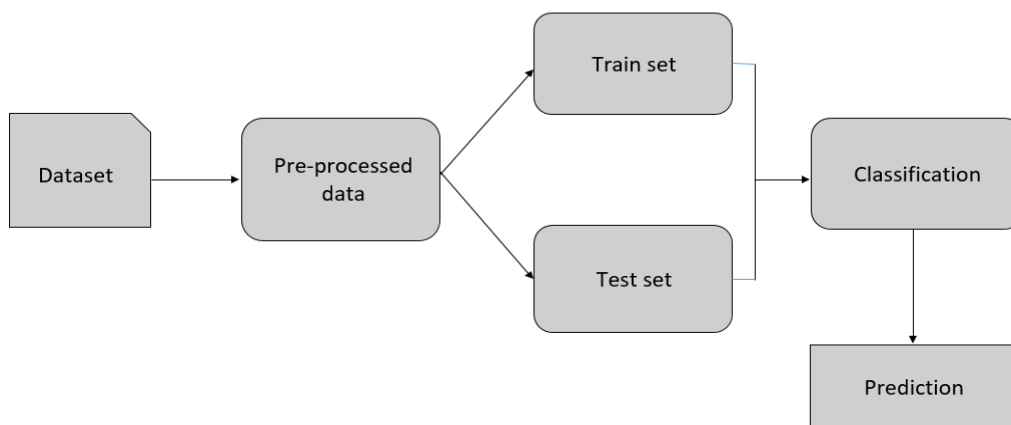 Dataset
Pre-processed
data
Train set
Test set
Classification
Prediction